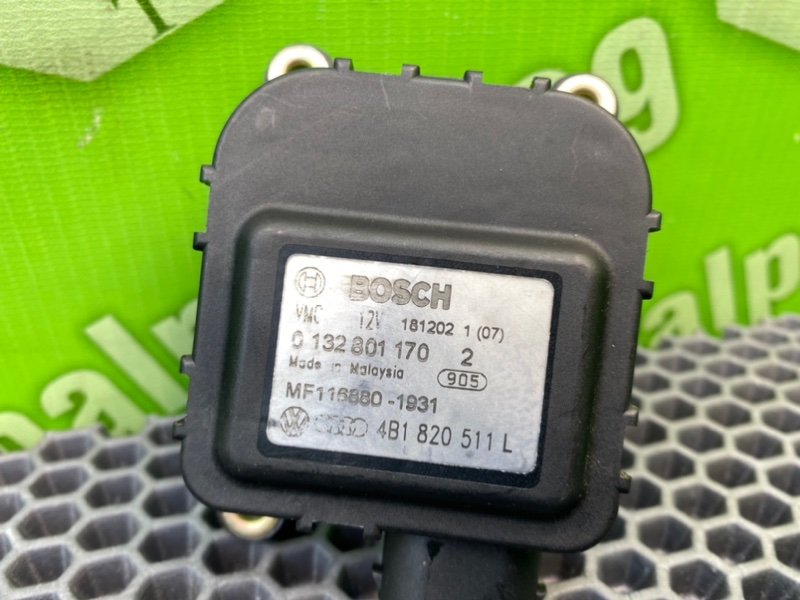 BOSCH
VMC 12V 181202 1 (07)
0 132 801 170 2
Made in Malaysia 905
MF116880-1931
4B1 820 511 L